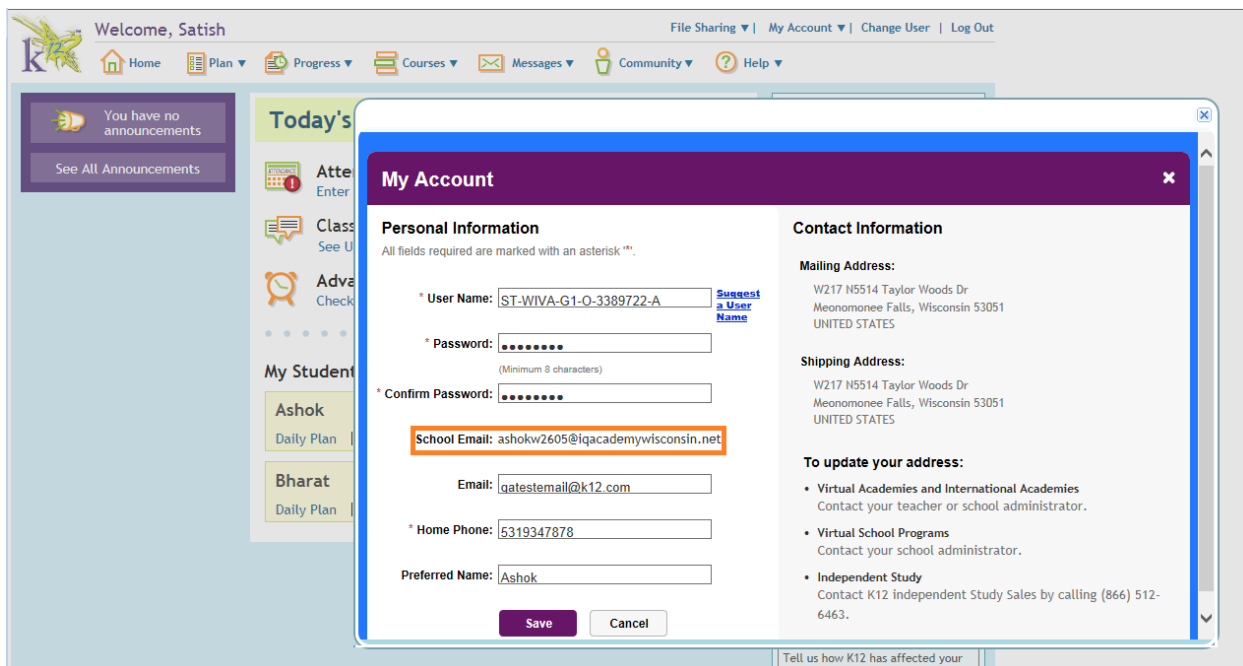 k12
Welcome, Satish
File Sharing ▼ | My Account ▼ | Change User | Log Out
Home Plan ▼ Progress ▼ Courses ▼ Messages ▼ Community ▼ ? Help ▼
You have no
announcements
See All Announcements
Today's
ATTENDANCE
Atte
Enter
Class
See U
Adva
Check
My Student
Ashok
Daily Plan |
Bharat
Daily Plan |
My Account
Personal Information
All fields required are marked with an asterisk '*'.
* User Name: ST-WIVA-G1-O-3389722-A
Suggest
a User
Name
* Password: ●●●●●●●●
(Minimum 8 characters)
* Confirm Password: ●●●●●●●●
School Email: ashokw2605@iqacademywisconsin.net
Email: qatestemail@k12.com
* Home Phone: 5319347878
Preferred Name: Ashok
Save Cancel
Contact Information
Mailing Address:
W217 N5514 Taylor Woods Dr
Meonomonee Falls, Wisconsin 53051
UNITED STATES
Shipping Address:
W217 N5514 Taylor Woods Dr
Meonomonee Falls, Wisconsin 53051
UNITED STATES
To update your address:
• Virtual Academies and International Academies
Contact your teacher or school administrator.
• Virtual School Programs
Contact your school administrator.
• Independent Study
Contact K12 independent Study Sales by calling (866) 512-
6463.
Tell us how K12 has affected your